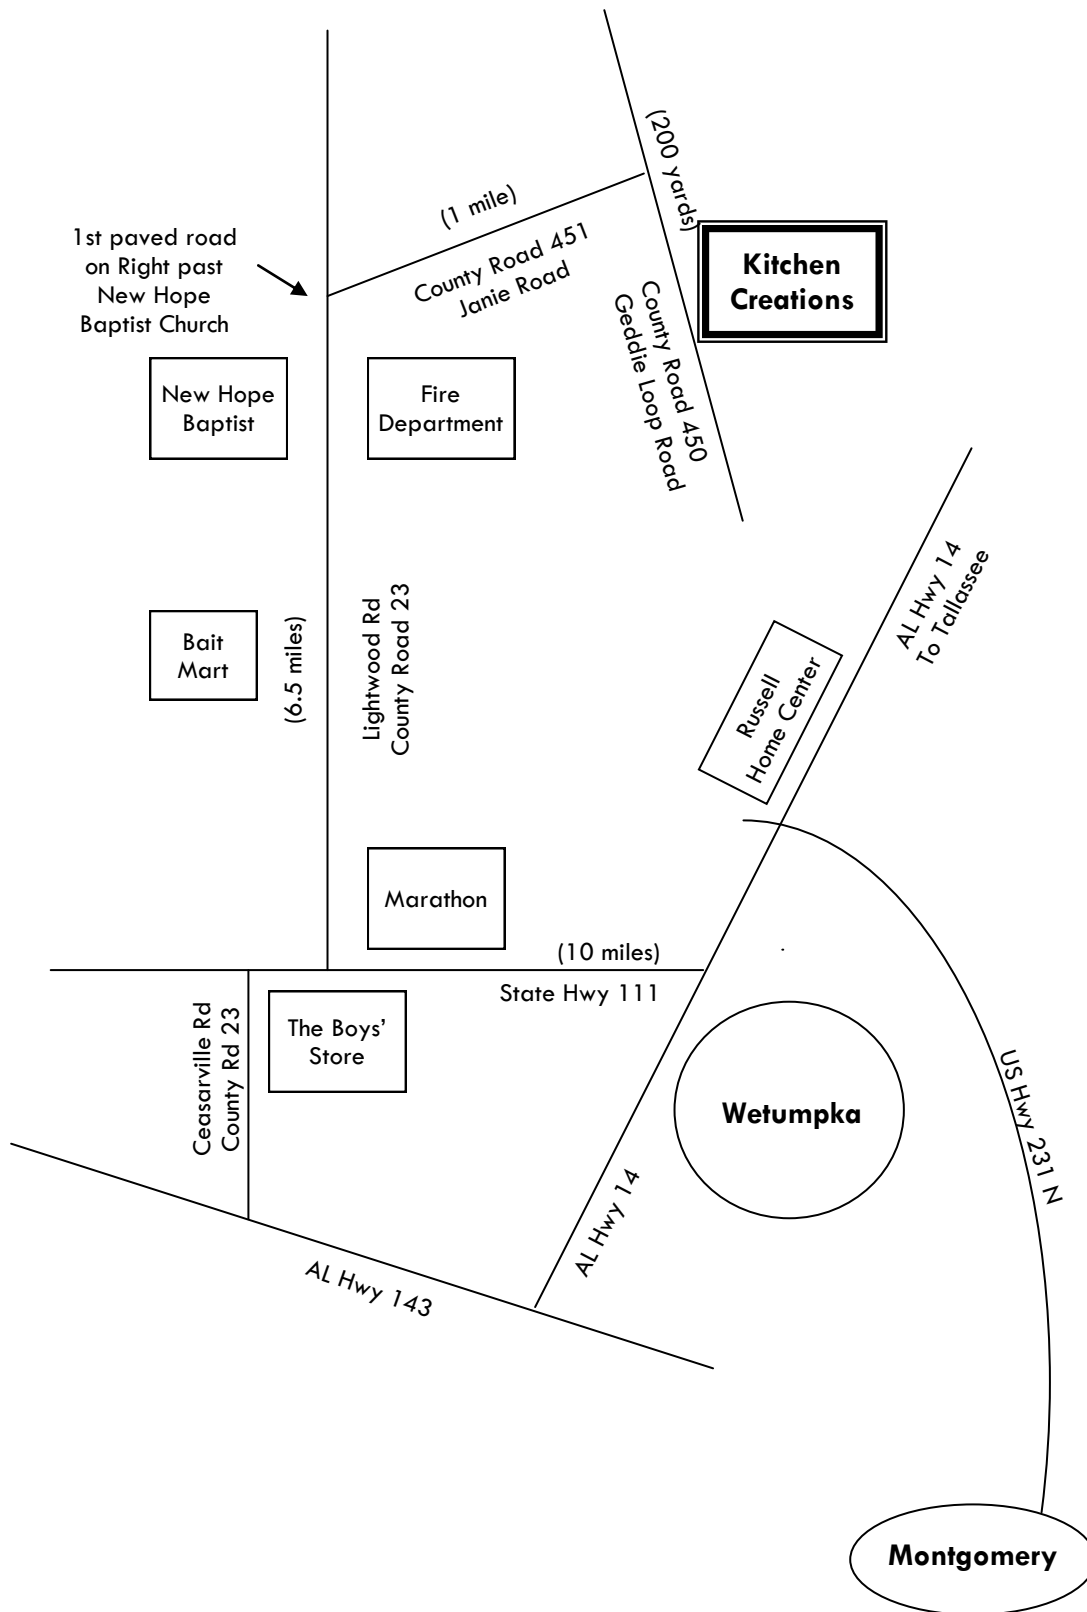 (200 yards)
(1 mile)
1st paved road
on Right past
New Hope
Baptist Church
County Road 451
Janie Road
Kitchen
Creations
County Road 450
Geddie Loop Road
New Hope
Baptist
Fire
Department
AL Hwy 14
To Tallassee
Bait
Mart
(6.5 miles)
Lightwood Rd
County Road 23
Russell
Home Center
Marathon
(10 miles)
State Hwy 111
Ceasarville Rd
County Rd 23
The Boys’
Store
Wetumpka
US Hwy 231 N
AL Hwy 14
AL Hwy 143
Montgomery